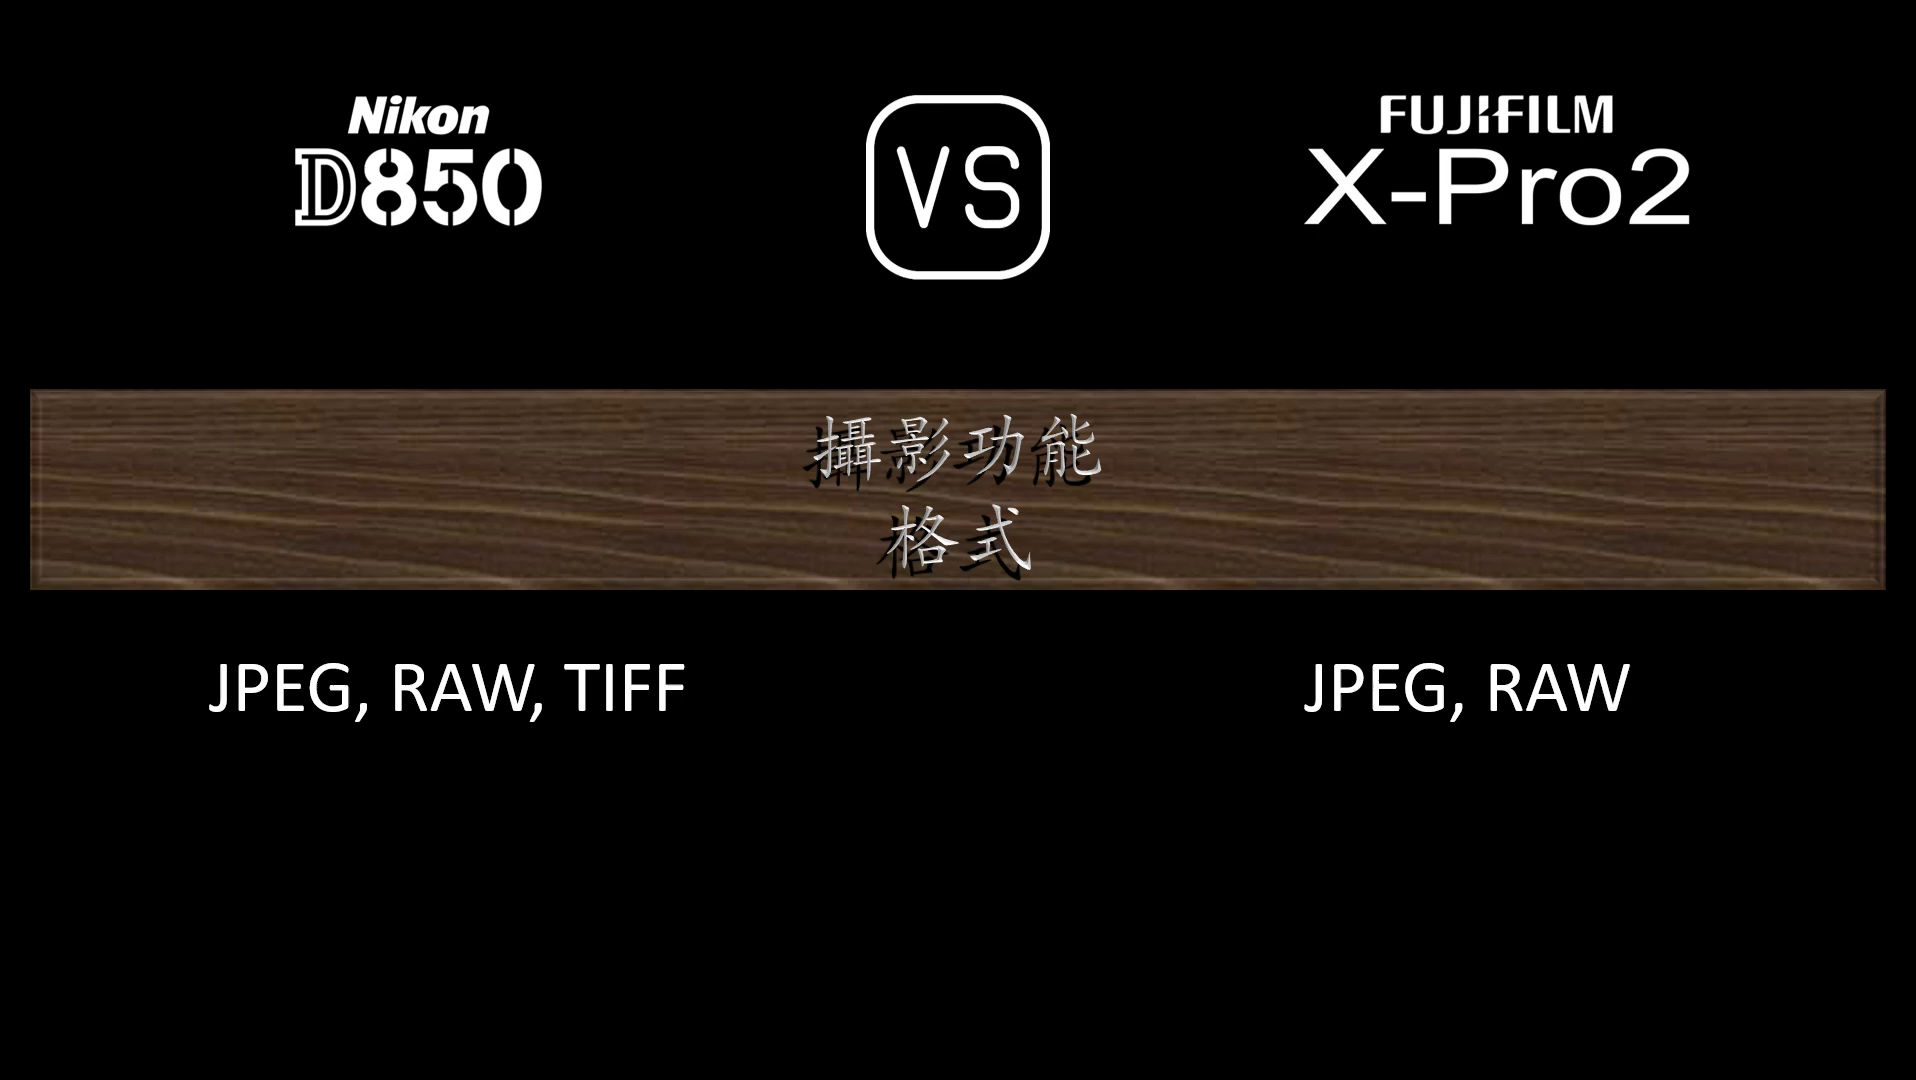 Nikon
D850
VS
FUJIFILM
X-Pro2
攝影功能
格式
JPEG, RAW, TIFF
JPEG, RAW